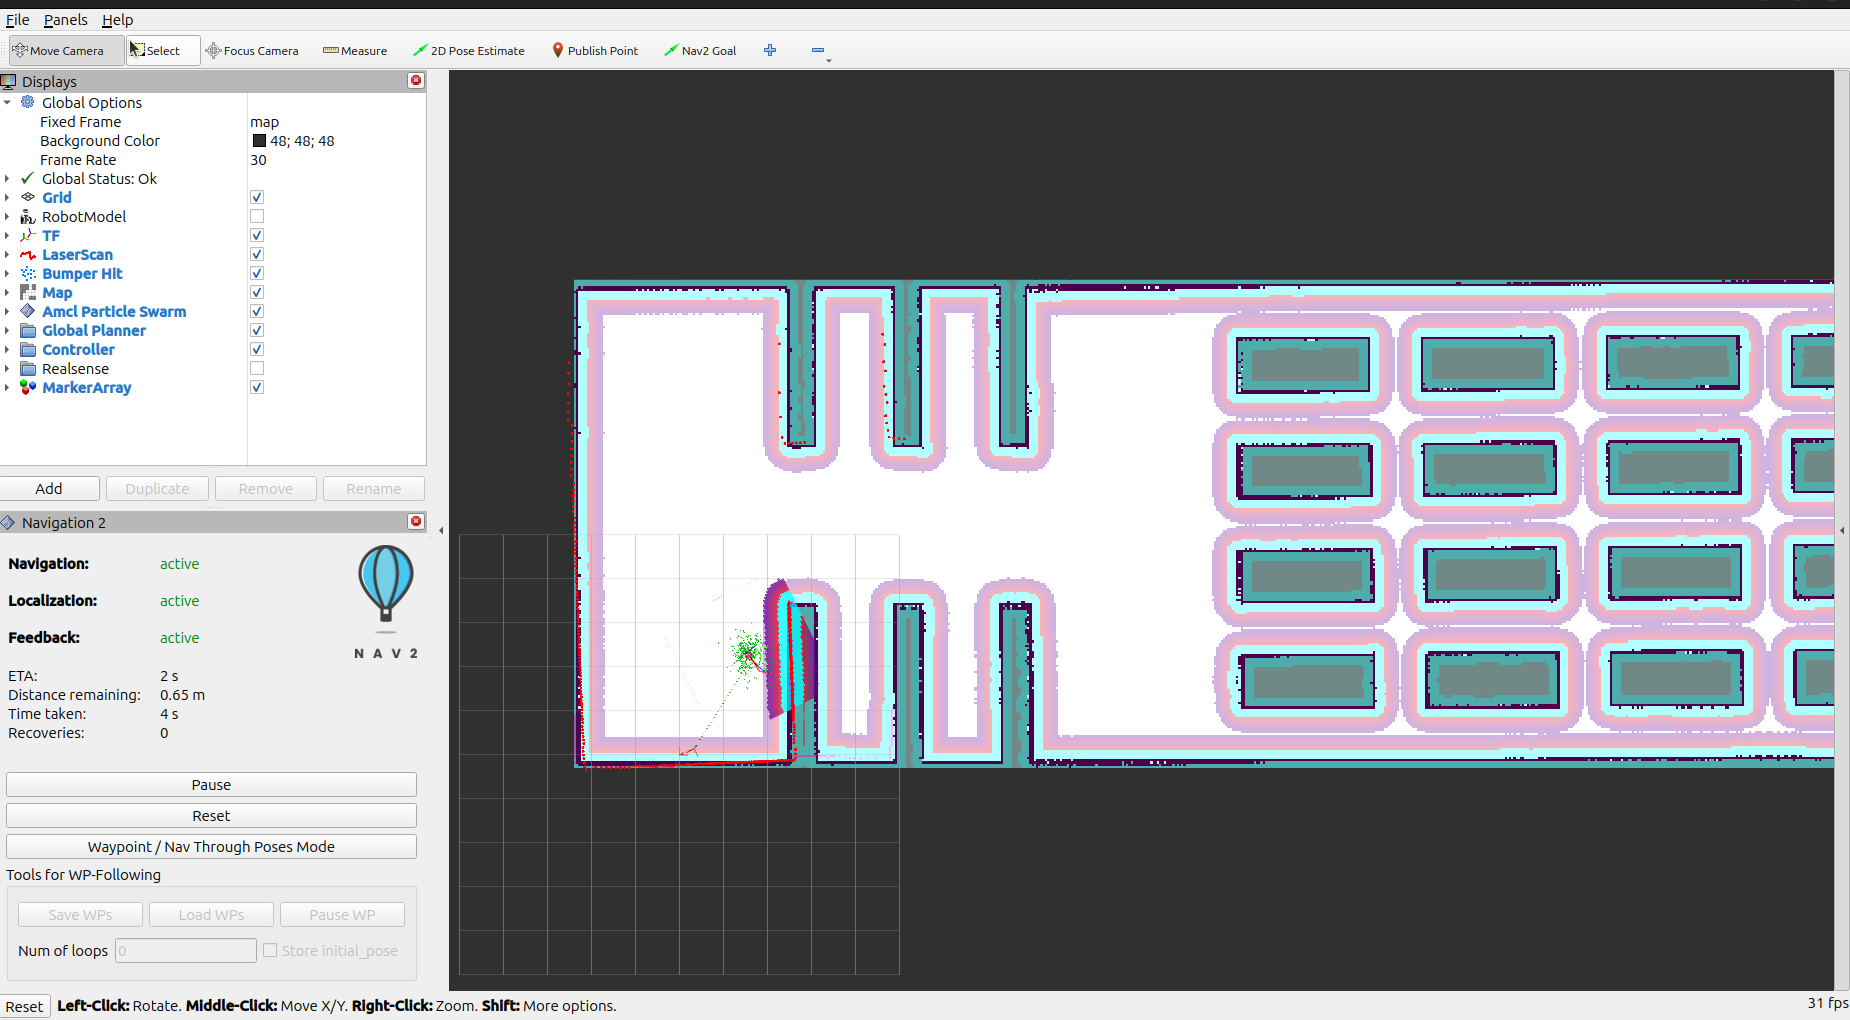 File Panels Help
Move Camera Select Focus Camera Measure 2D Pose Estimate Publish Point Nav2 Goal
Displays
Global Options
Fixed Frame map
Background Color 48; 48; 48
Frame Rate 30
Global Status: Ok
Grid
RobotModel
TF
LaserScan
Bumper Hit
Map
Amcl Particle Swarm
Global Planner
Controller
Realsense
MarkerArray
Add Duplicate Remove Rename
Navigation 2
Navigation: active
Localization: active
Feedback: active
NAV2
ETA: 2 s
Distance remaining: 0.65 m
Time taken: 4 s
Recoveries: 0
Pause
Reset
Waypoint / Nav Through Poses Mode
Tools for WP-Following
Save WPs Load WPs Pause WP
Num of loops 0 Store initial_pose
Reset Left-Click: Rotate. Middle-Click: Move X/Y. Right-Click: Zoom. Shift: More options. 31 fps